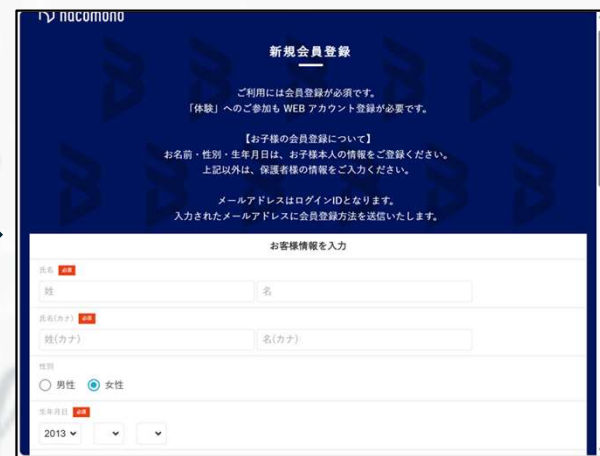 hacomono
新規会員登録
ご利用には会員登録が必須です。
「体験」へのご参加も WEB アカウント登録が必要です。
【お子様の会員登録について】
お名前・性別・生年月日は、お子様本人の情報をご登録ください。
上記以外は、保護者様の情報をご入力ください。
メールアドレスはログインIDとなります。
入力されたメールアドレスに会員登録方法を送信いたします。
お客様情報を入力
氏名 必須
姓 名
氏名(カナ) 必須
姓(カナ) 名(カナ)
性別
男性 女性
生年月日 必須
2013